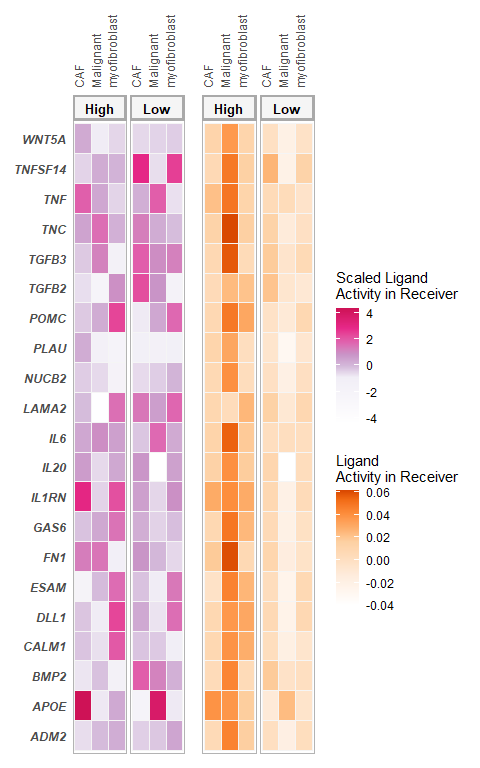 CAF Malignant myofibroblast CAF Malignant myofibroblast CAF Malignant myofibroblast CAF Malignant myofibroblast
High Low High Low
WNT5A
TNFSF14
TNF
TNC
TGFB3
TGFB2
POMC
PLAU
NUCB2
LAMA2
IL6
IL20
IL1RN
GAS6
FN1
ESAM
DLL1
CALM1
BMP2
APOE
ADM2
Scaled Ligand
Activity in Receiver
4
2
0
-2
-4
Ligand
Activity in Receiver
0.06
0.04
0.02
0.00
-0.02
-0.04